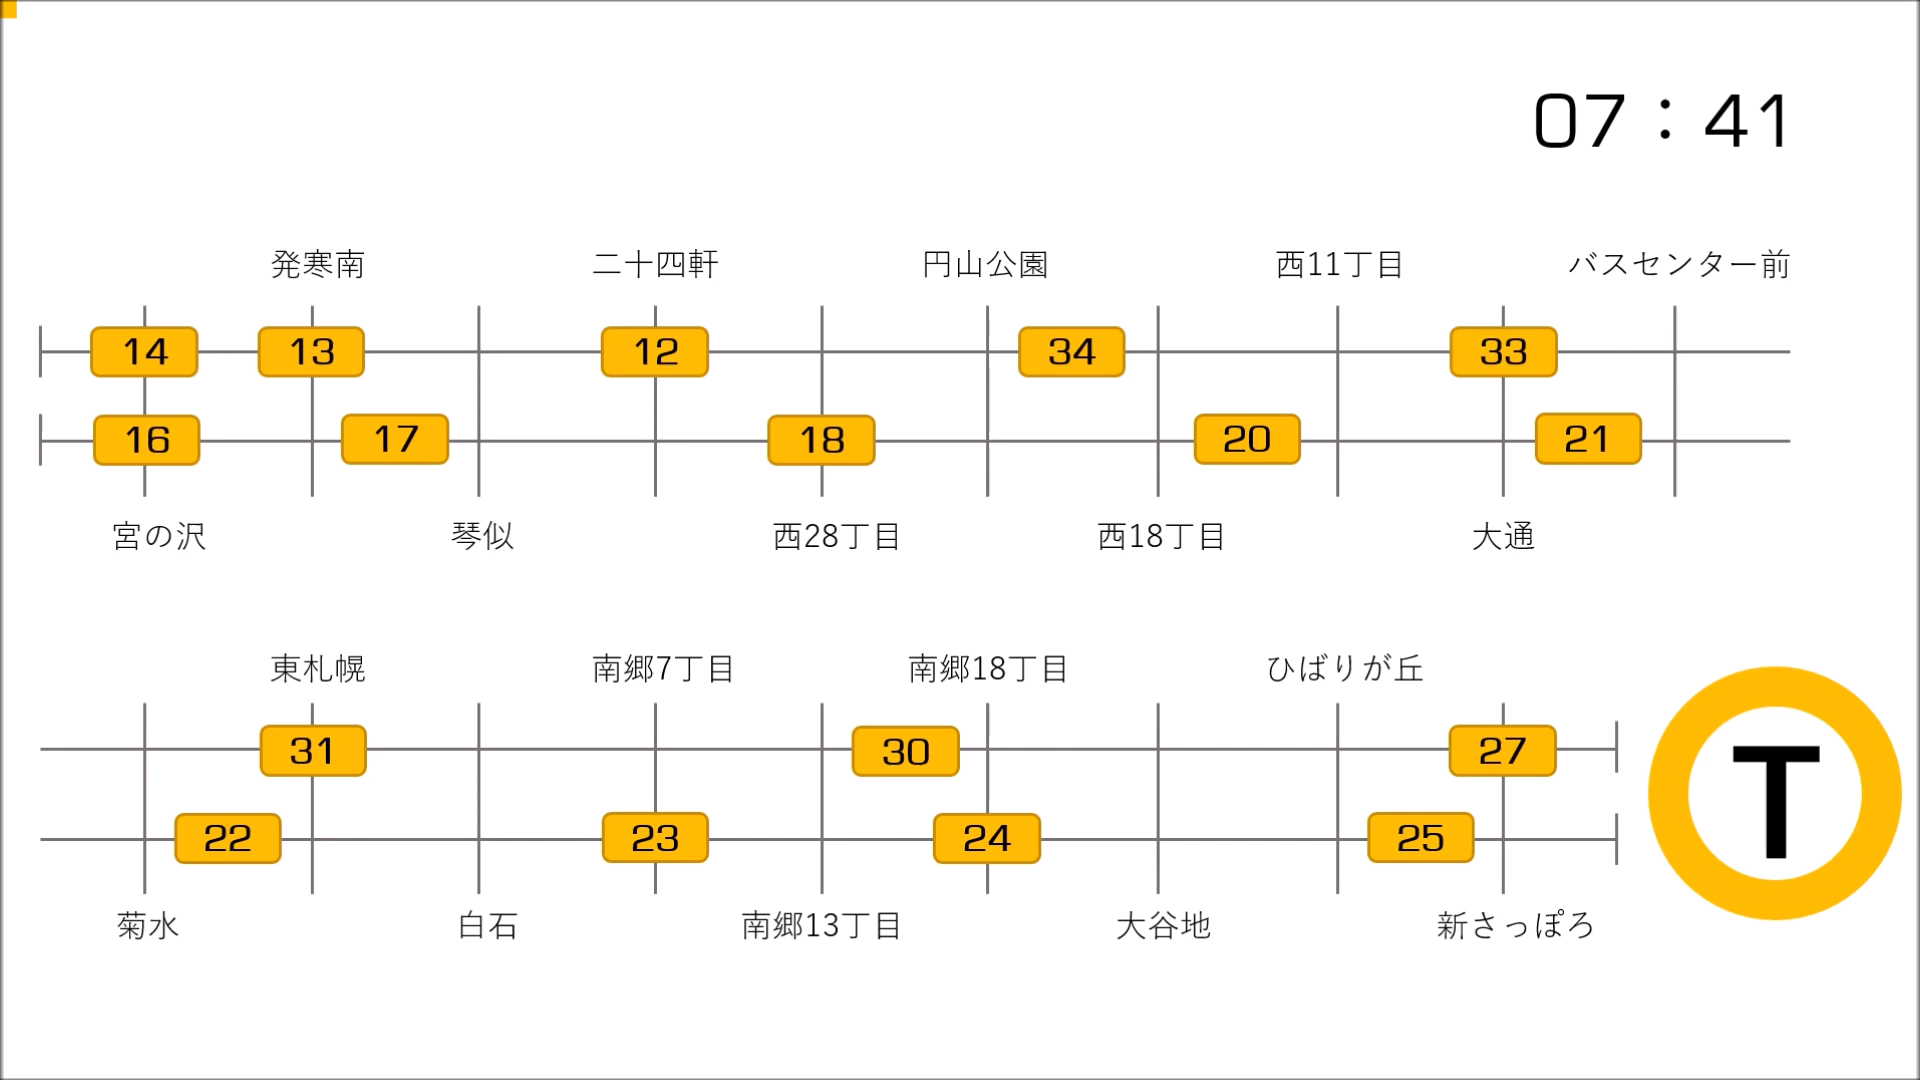 07：41
発寒南 二十四軒 円山公園 西11丁目 バスセンター前
14 13 12 34 33
16 17 18 20 21
宮の沢 琴似 西28丁目 西18丁目 大通
東札幌 南郷7丁目 南郷18丁目 ひばりが丘
31 30 27
T
22 23 24 25
菊水 白石 南郷13丁目 大谷地 新さっぽろ